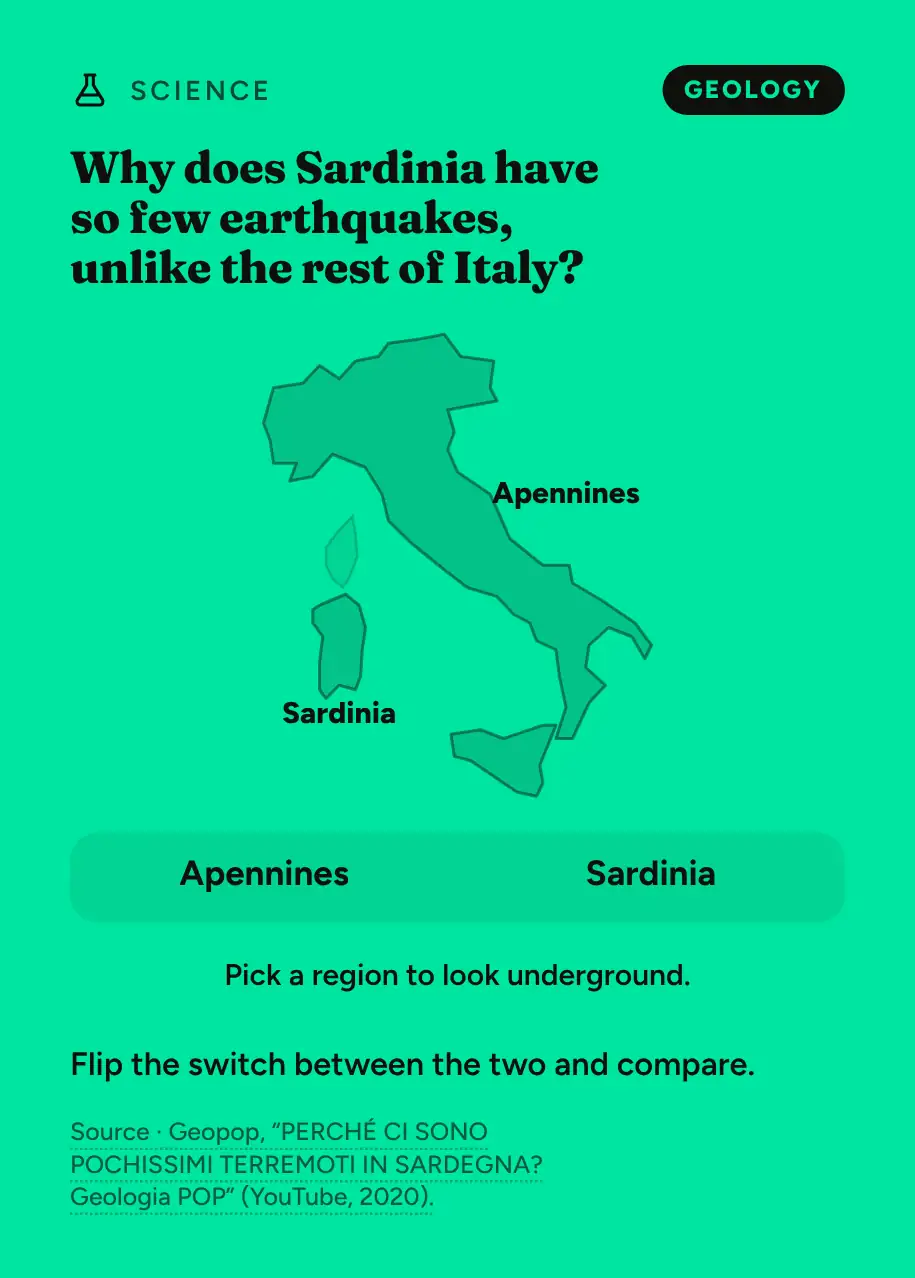 SCIENCE
GEOLOGY
Why does Sardinia have
so few earthquakes,
unlike the rest of Italy?
Apennines
Sardinia
Apennines
Sardinia
Pick a region to look underground.
Flip the switch between the two and compare.
Source · Geopop, “PERCHÉ CI SONO
POCHISSIMI TERREMOTI IN SARDEGNA?
Geologia POP” (YouTube, 2020).